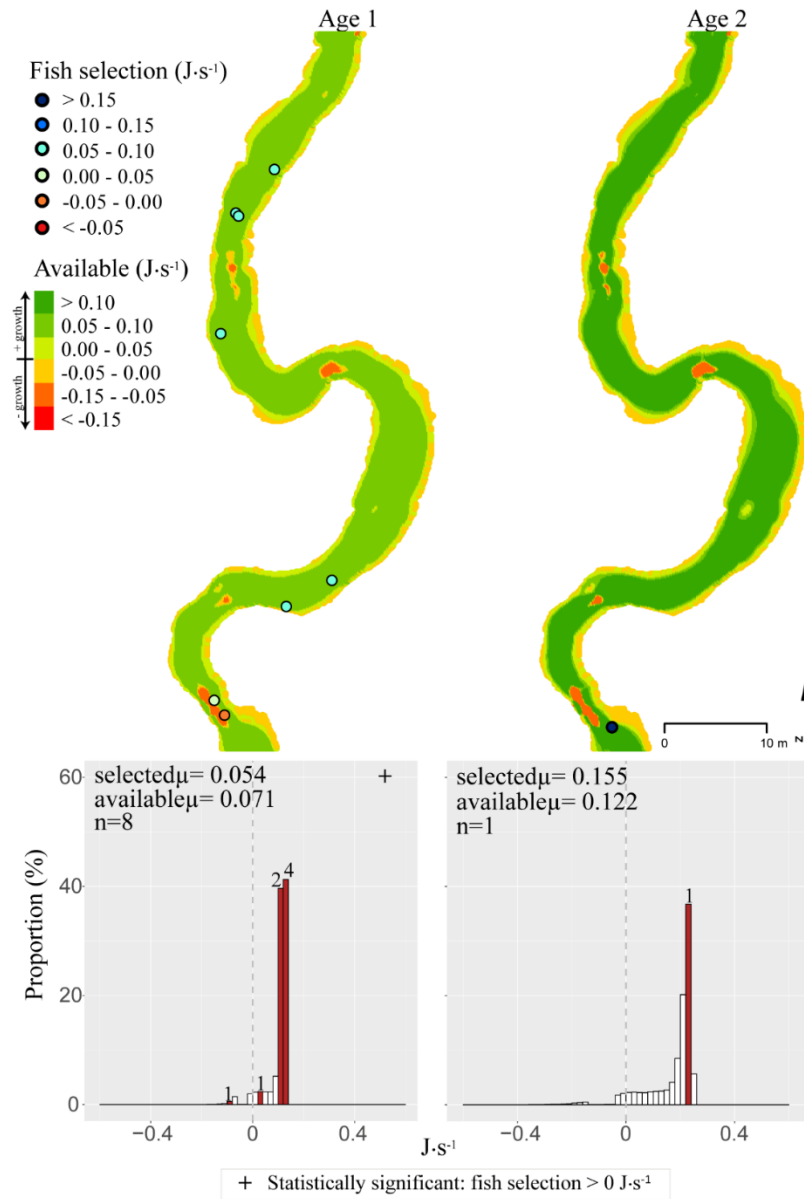 Age 1
Age 2
Fish selection (J·s⁻¹)
> 0.15
0.10 - 0.15
0.05 - 0.10
0.00 - 0.05
-0.05 - 0.00
< -0.05
Available (J·s⁻¹)
+ growth
- growth
> 0.10
0.05 - 0.10
0.00 - 0.05
-0.05 - 0.00
-0.15 - -0.05
< -0.15
0
10 m
N
selectedμ= 0.054
availableμ= 0.071
n=8
+
selectedμ= 0.155
availableμ= 0.122
n=1
Proportion (%)
60
40
20
0
1
1
2
4
1
−0.4
0
0.4
−0.4
0
0.4
J·s⁻¹
+ Statistically significant: fish selection > 0 J·s⁻¹